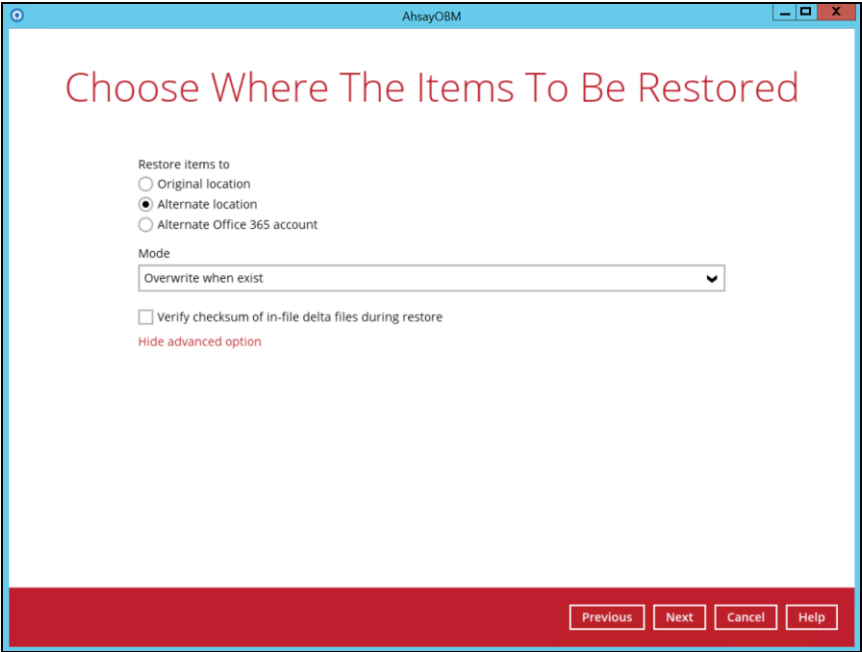 AhsayOBM
Choose Where The Items To Be Restored
Restore items to
Original location
Alternate location
Alternate Office 365 account
Mode
Overwrite when exist
Verify checksum of in-file delta files during restore
Hide advanced option
Previous Next Cancel Help